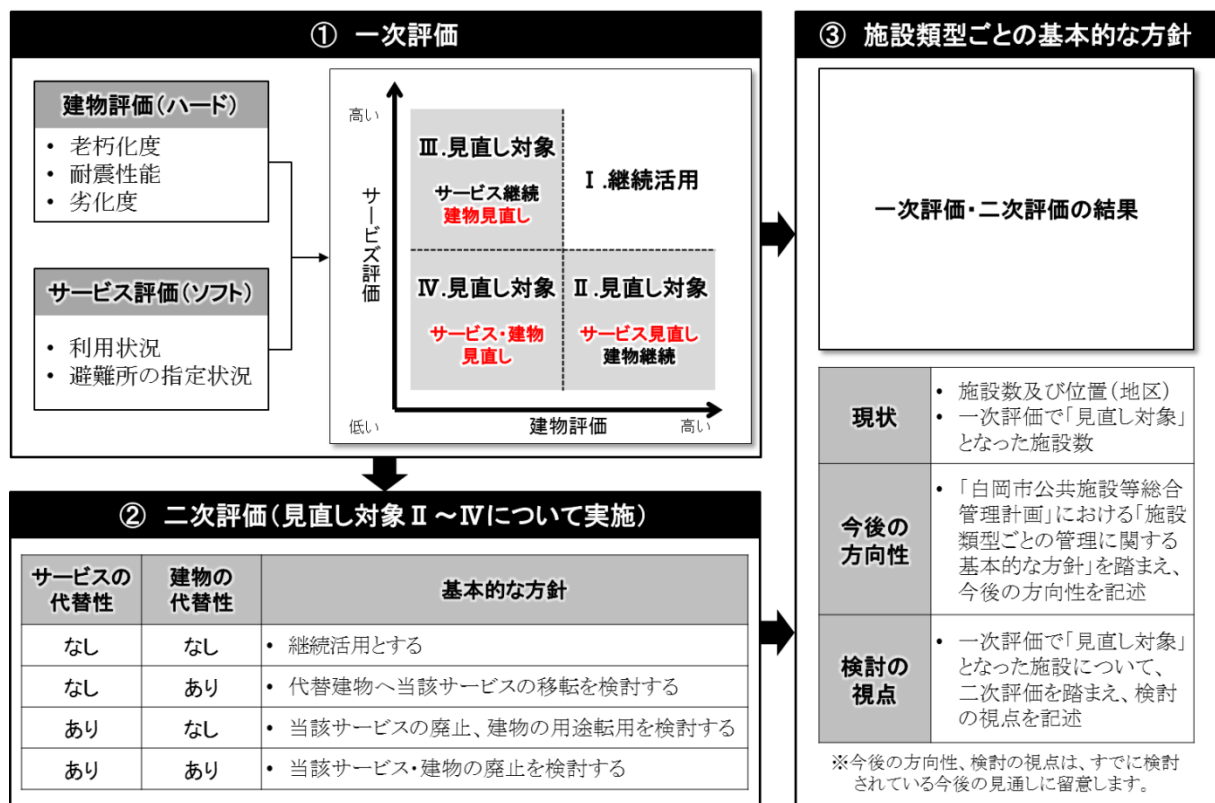 ① 一次評価
建物評価(ハード)
• 老朽化度
• 耐震性能
• 劣化度
サービス評価(ソフト)
• 利用状況
• 避難所の指定状況
高い
サービズ評価
低い
建物評価
高い
Ⅲ.見直し対象
サービス継続
建物見直し
Ⅰ.継続活用
Ⅳ.見直し対象
サービス・建物
見直し
Ⅱ.見直し対象
サービス見直し
建物継続
② 二次評価(見直し対象Ⅱ～Ⅳについて実施)
サービスの
代替性
建物の
代替性
基本的な方針
なし
なし
• 継続活用とする
なし
あり
• 代替建物へ当該サービスの移転を検討する
あり
なし
• 当該サービスの廃止、建物の用途転用を検討する
あり
あり
• 当該サービス・建物の廃止を検討する
③ 施設類型ごとの基本的な方針
一次評価・二次評価の結果
現状
• 施設数及び位置(地区)
• 一次評価で「見直し対象」
となった施設数
今後の
方向性
• 「白岡市公共施設等総合
管理計画」における「施設
類型ごとの管理に関する
基本的な方針」を踏まえ、
今後の方向性を記述
検討の
視点
• 一次評価で「見直し対象」
となった施設について、
二次評価を踏まえ、検討
の視点を記述
※今後の方向性、検討の視点は、すでに検討
されている今後の見通しに留意します。